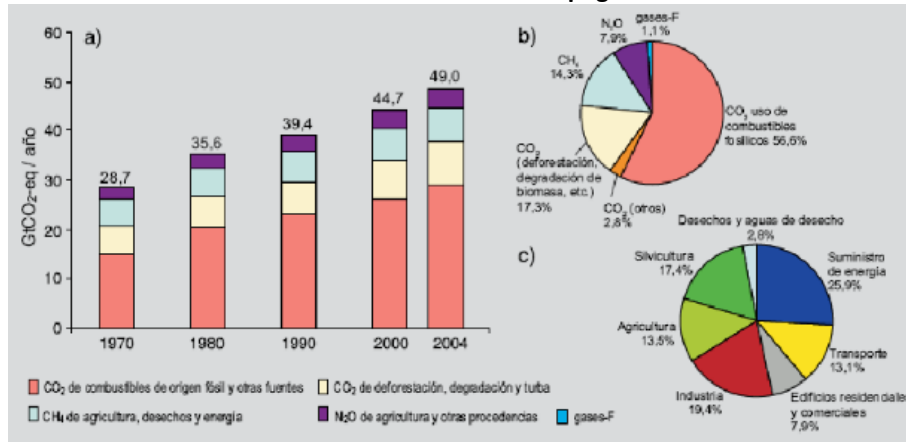 a)
60
50
40
30
20
10
0
GtCO₂-eq / año
28,7
35,6
39,4
44,7
49,0
1970
1980
1990
2000
2004
b)
gases-F
1,1%
N₂O
7,9%
CH₄
14,3%
CO₂
(deforestación,
degradación de
biomasa, etc.)
17,3%
CO₂ (otros)
2,8%
CO₂ uso de
combustibles
fosílicos 56,6%
c)
Desechos y aguas de desecho
2,8%
Silvicultura
17,4%
Suministro
de energía
25,9%
Agricultura
13,5%
Transporte
13,1%
Industria
19,4%
Edificios residenciales
y comerciales
7,9%
CO₂ de combustibles de origen fósil y otras fuentes
CO₂ de deforestación, degradación y turba
CH₄ de agricultura, desechos y energía
N₂O de agricultura y otras procedencias
gases-F